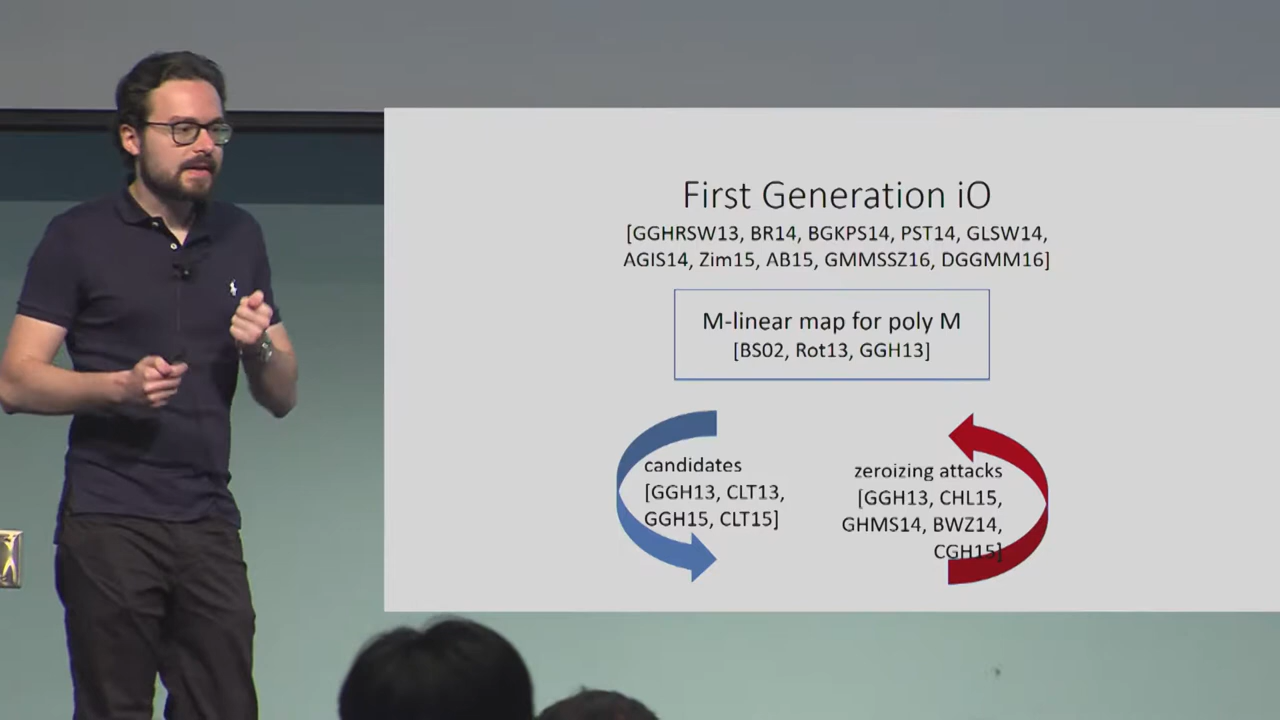 First Generation iO
[GGHRSW13, BR14, BGKPS14, PST14, GLSW14,
AGIS14, Zim15, AB15, GMMSSZ16, DGGMM16]
M-linear map for poly M
[BS02, Rot13, GGH13]
candidates
[GGH13, CLT13,
GGH15, CLT15]
zeroizing attacks
[GGH13, CHL15,
GHMS14, BWZ14,
CGH15]